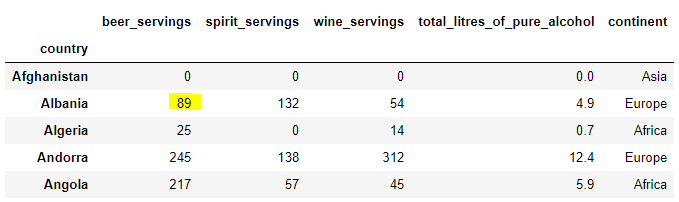 beer_servings spirit_servings wine_servings total_litres_of_pure_alcohol continent
country
Afghanistan 0 0 0 0.0 Asia
Albania 89 132 54 4.9 Europe
Algeria 25 0 14 0.7 Africa
Andorra 245 138 312 12.4 Europe
Angola 217 57 45 5.9 Africa